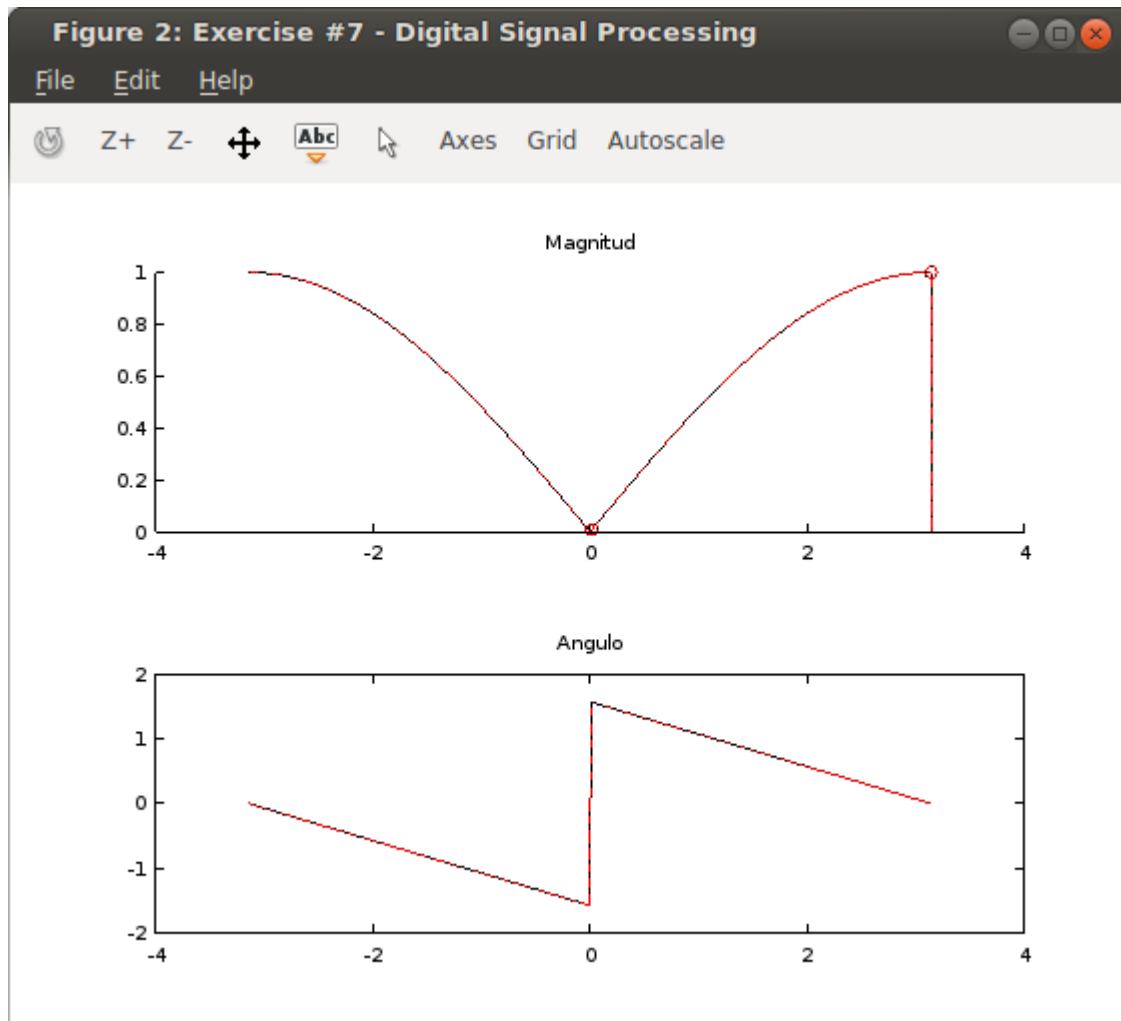 Figure 2: Exercise #7 - Digital Signal Processing
File Edit Help
Z+ Z- Abc Axes Grid Autoscale
Magnitud
1
0.8
0.6
0.4
0.2
0
-4 -2 0 2 4
Angulo
2
1
0
-1
-2
-4 -2 0 2 4